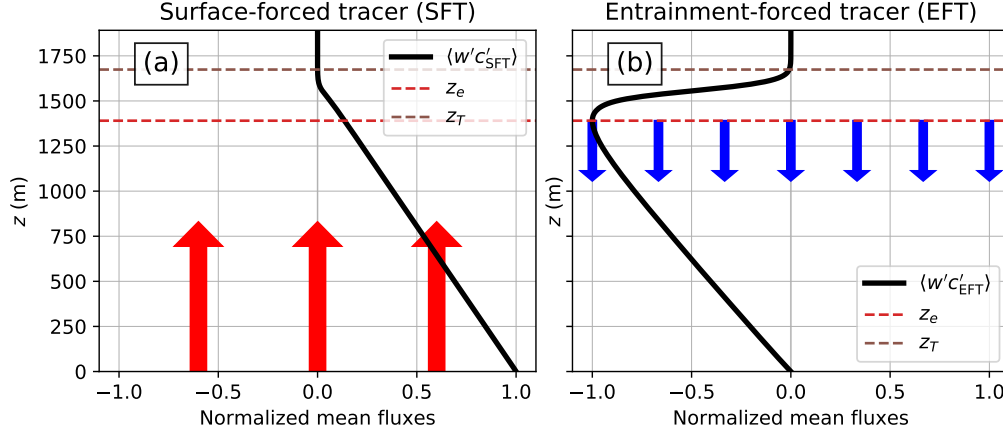 Surface-forced tracer (SFT)
Entrainment-forced tracer (EFT)
(a)
⟨w′c′SFT⟩
ze
zT
z (m)
1750
1500
1250
1000
750
500
250
0
−1.0
−0.5
0.0
0.5
1.0
Normalized mean fluxes
(b)
⟨w′c′EFT⟩
ze
zT
z (m)
−1.0
−0.5
0.0
0.5
1.0
Normalized mean fluxes